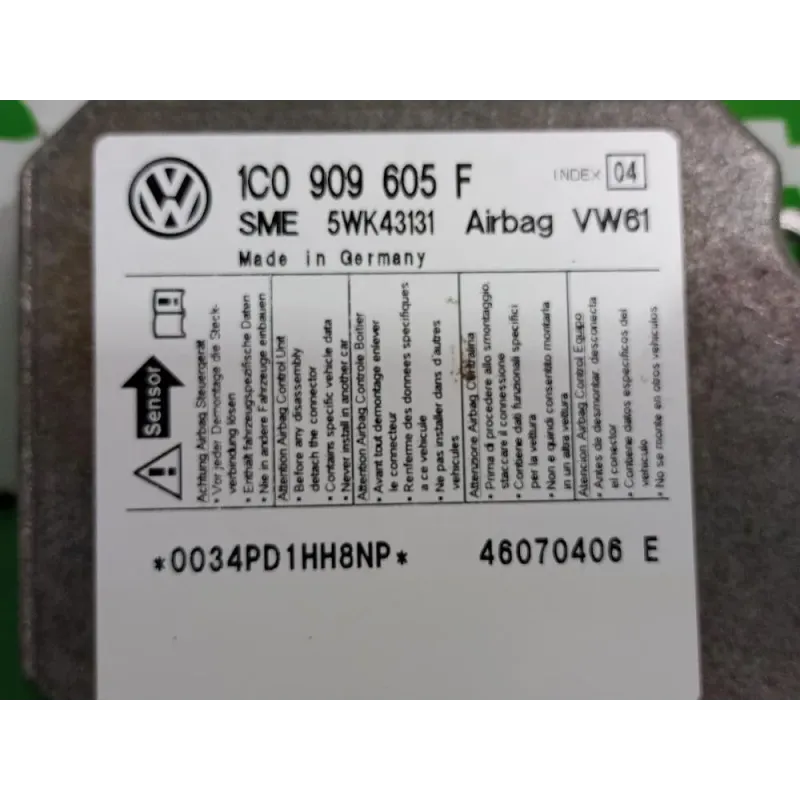 1C0 909 605 F
INDEX 04
SME 5WK43131 Airbag VW61
Made in Germany
Sensor
Achtung Airbag Steuergerät
• Vor jeder Demontage die Steck-
verbindung lösen
• Enthält fahrzeugspezifische Daten
• Nie in andere Fahrzeuge einbauen
Attention Airbag Control Unit
• Before any disassembly
detach the connector
• Contains specific vehicle data
• Never install in another car
Attention Airbag Controle Boitier
• Avant tout demontage enlever
le connecteur
• Renferme des donnees specifiques
a ce vehicule
• Ne pas installer dans d'autres
vehicules
Attenzione Airbag Centralina
• Prima di procedere allo smontaggio,
staccare il connessione
• Contiene dati funzionali specifici
per la vettura
• Non e quindi consentito montarla
in un altra vettura
Atencion Airbag Control Equipo
• Antes de desmontar, desconecta
el conector
• Contiene datos especificos del
vehiculo
• No se monte en otros vehiculos
*0034PD1HH8NP* 46070406 E